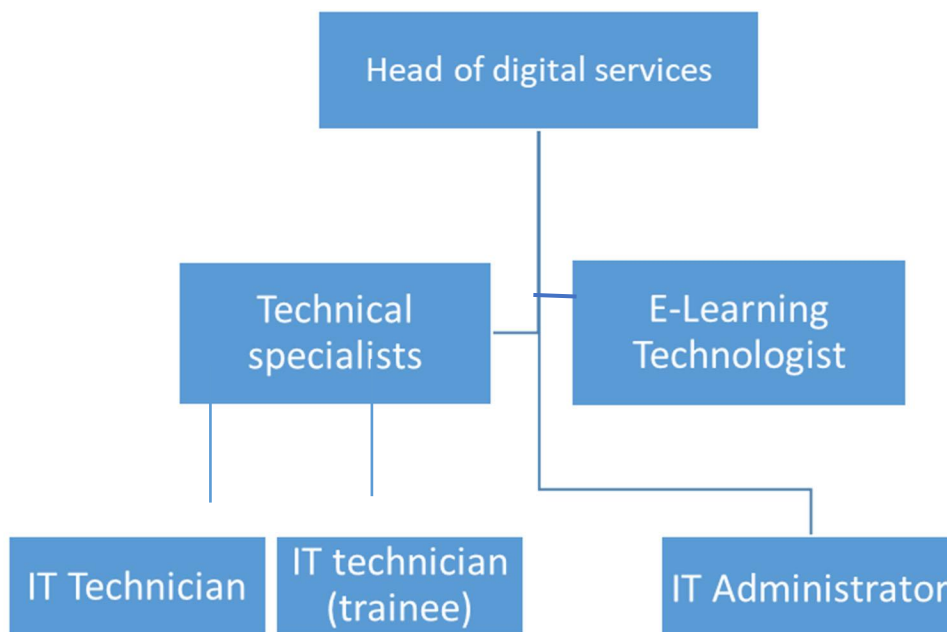 Head of digital services
Technical
specialists
E-Learning
Technologist
IT Technician
IT technician
(trainee)
IT Administrator